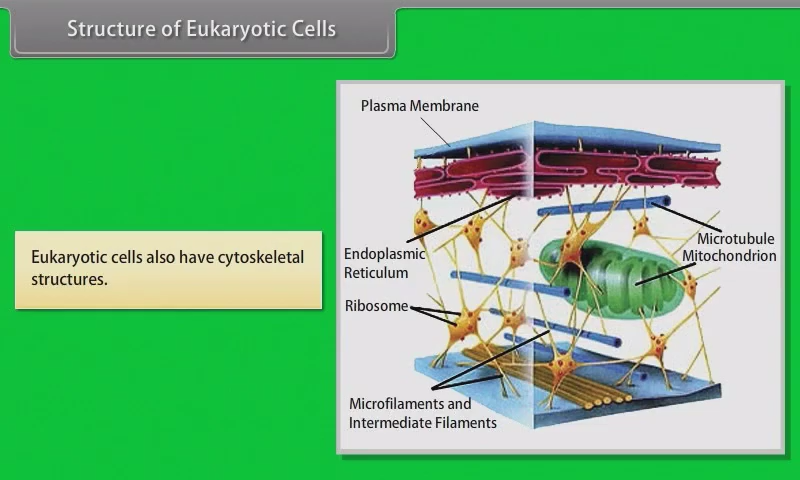 Structure of Eukaryotic Cells
Eukaryotic cells also have cytoskeletal
structures.
Plasma Membrane
Endoplasmic
Reticulum
Microtubule
Mitochondrion
Ribosome
Microfilaments and
Intermediate Filaments